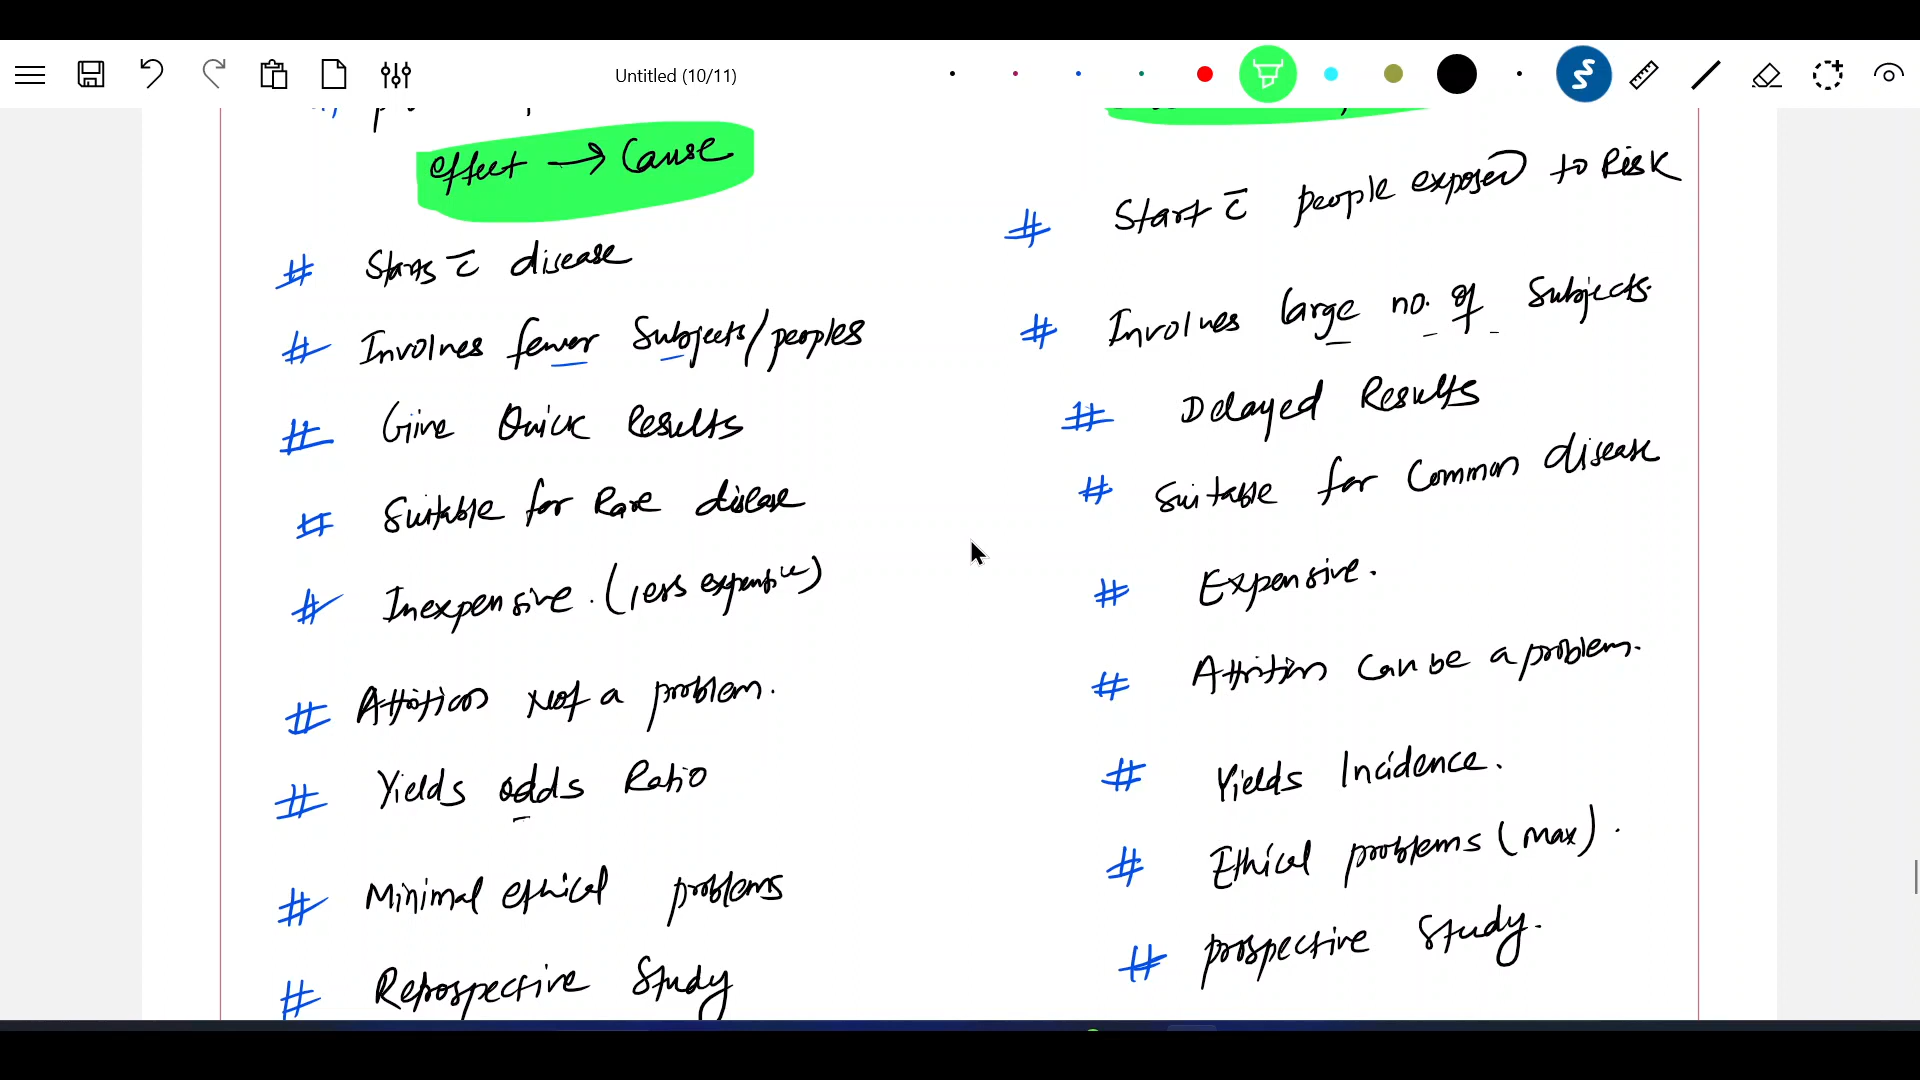 Untitled (10/11)
effect → Cause
# Starts c̄ disease
# Involves fewer Subjects/peoples
# Give Quick Results
# Suitable for Rare disease
# Inexpensive. (less expensive)
# Attrition Not a problem.
# Yields odds Ratio
# Minimal ethical problems
# Retrospective Study
# Start c̄ people exposed to Risk
# Involves large no. of Subjects.
# Delayed Results
# Suitable for Common disease
# Expensive.
# Attrition Can be a problem.
# Yields Incidence.
# Ethical problems (max).
# prospective Study.